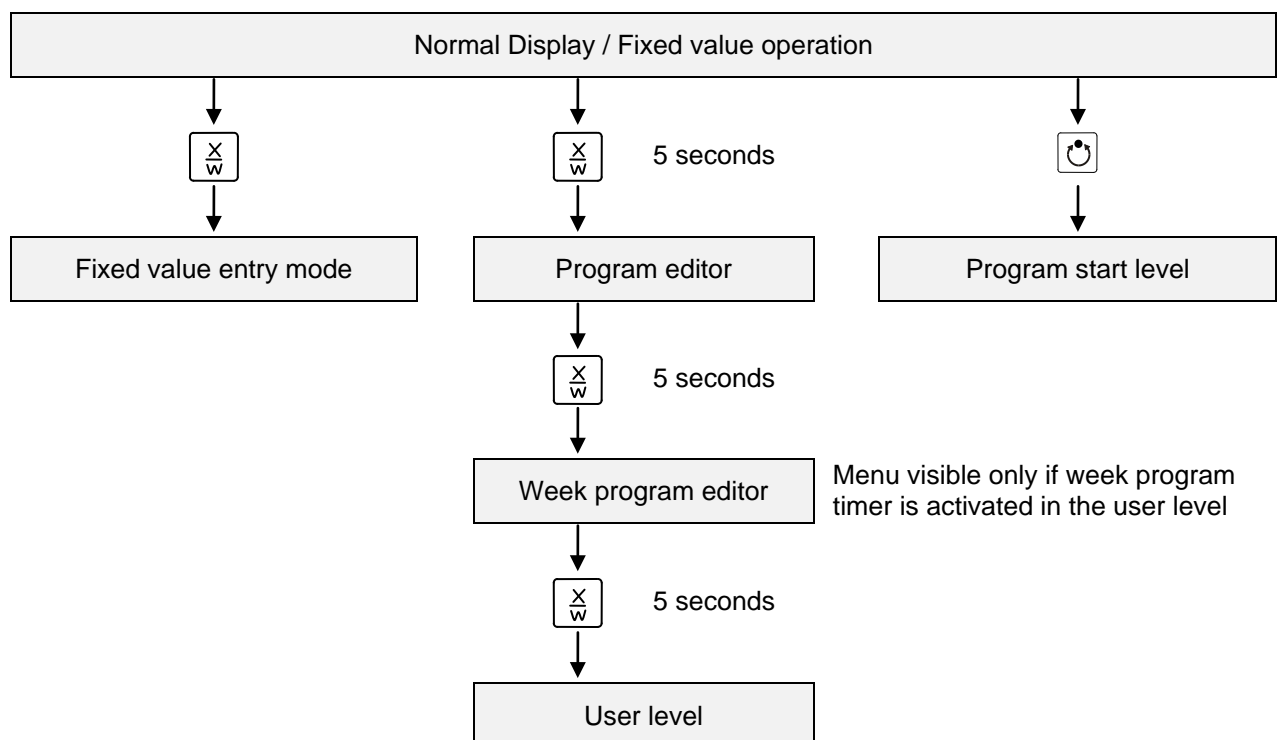 Normal Display / Fixed value operation
X
W
X
W
5 seconds
Fixed value entry mode
Program editor
Program start level
X
W
5 seconds
Week program editor
Menu visible only if week program
timer is activated in the user level
X
W
5 seconds
User level